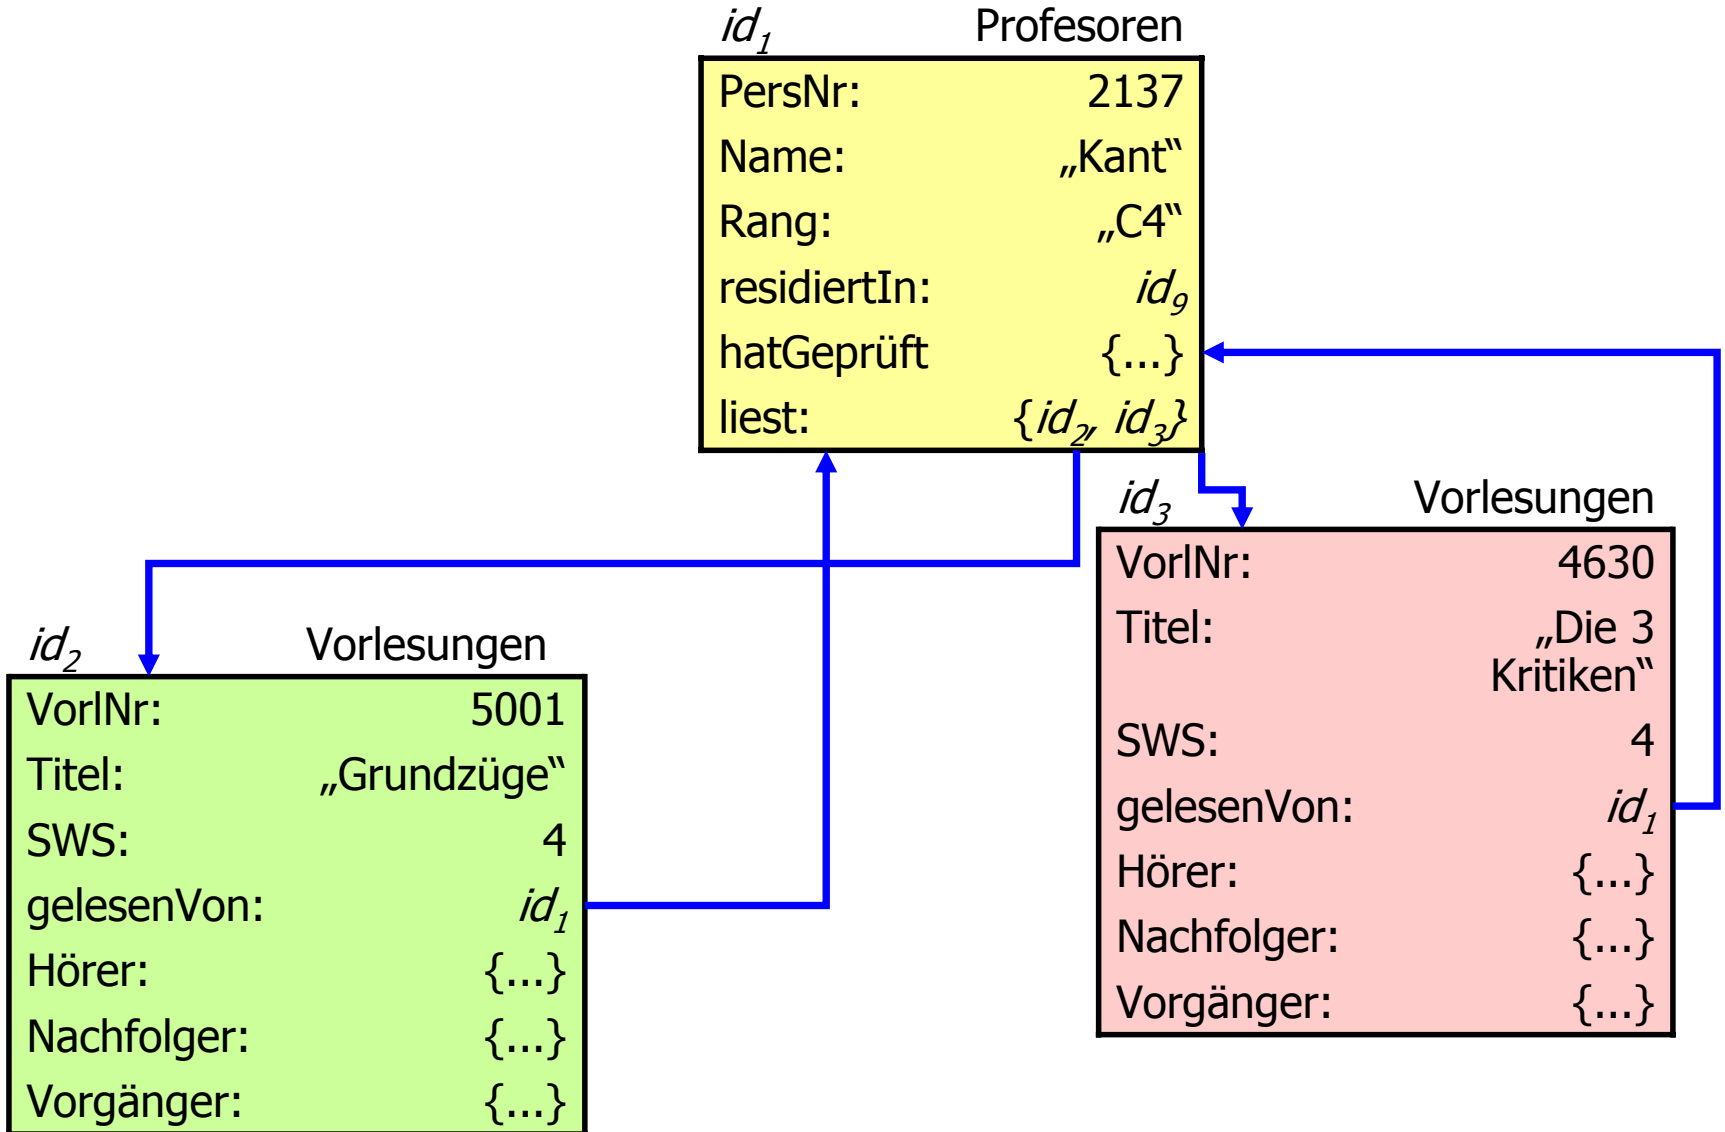 id1 Profesoren
PersNr: 2137
Name: „Kant“
Rang: „C4“
residiertIn: id9
hatGeprüft {...}
liest: {id2, id3}
id3 Vorlesungen
VorlNr: 4630
Titel: „Die 3
Kritiken“
SWS: 4
gelesenVon: id1
Hörer: {...}
Nachfolger: {...}
Vorgänger: {...}
id2 Vorlesungen
VorlNr: 5001
Titel: „Grundzüge“
SWS: 4
gelesenVon: id1
Hörer: {...}
Nachfolger: {...}
Vorgänger: {...}